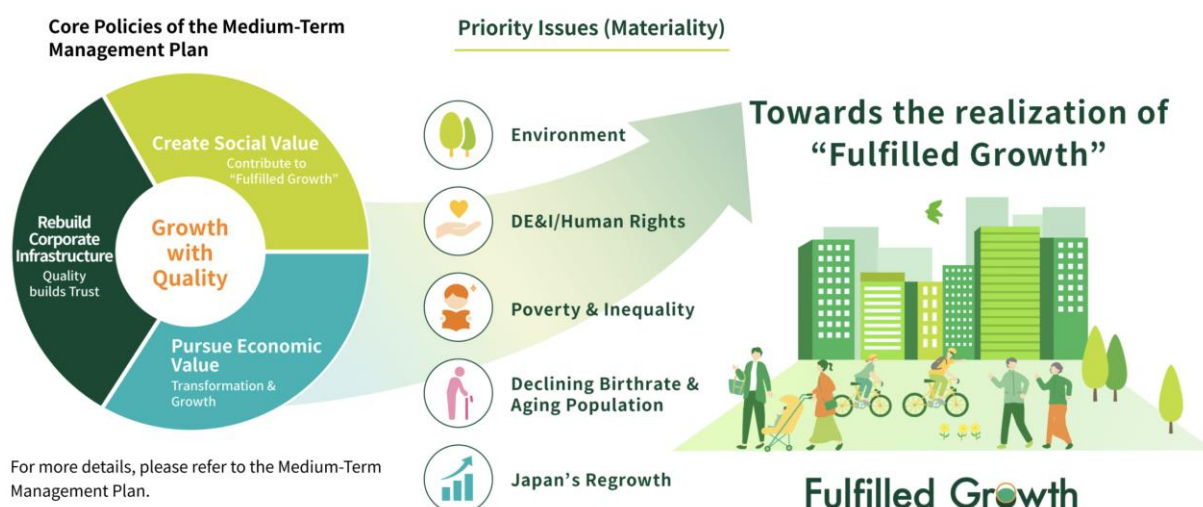 Core Policies of the Medium-Term
Management Plan
Create Social Value
Contribute to
"Fulfilled Growth"
Rebuild
Corporate
Infrastructure
Quality
builds Trust
Growth
with
Quality
Pursue Economic
Value
Transformation &
Growth
For more details, please refer to the Medium-Term
Management Plan.
Priority Issues (Materiality)
Environment
DE&I/Human Rights
Poverty & Inequality
Declining Birthrate &
Aging Population
Japan's Regrowth
Towards the realization of
"Fulfilled Growth"
Fulfilled Growth